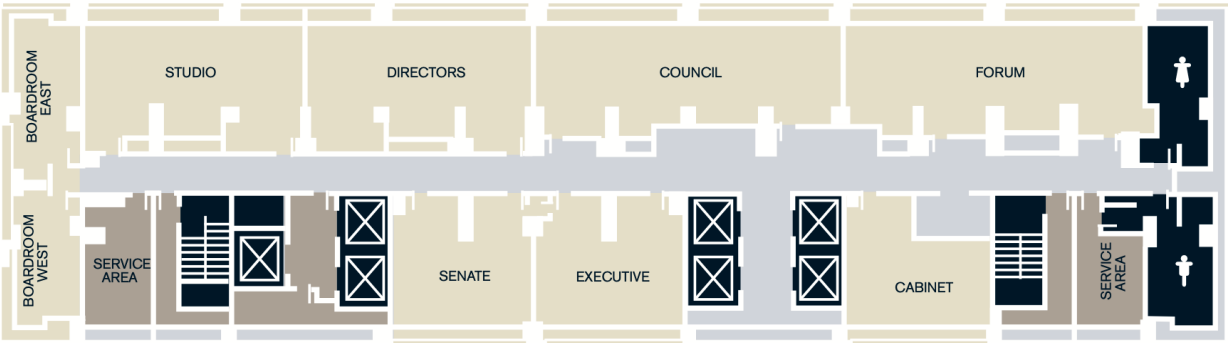 BOARDROOM
EAST
STUDIO
DIRECTORS
COUNCIL
FORUM
BOARDROOM
WEST
SERVICE
AREA
SENATE
EXECUTIVE
CABINET
SERVICE
AREA